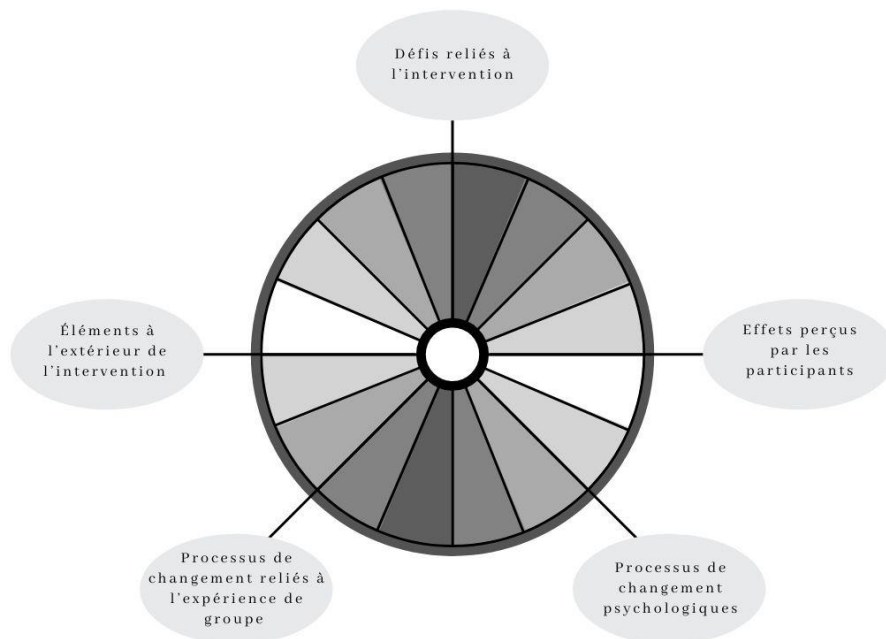 Défis reliés à
l'intervention
Éléments à
l'extérieur de
l'intervention
Effets perçus
par les
participants
Processus de
changement reliés à
l'expérience de
groupe
Processus de
changement
psychologiques